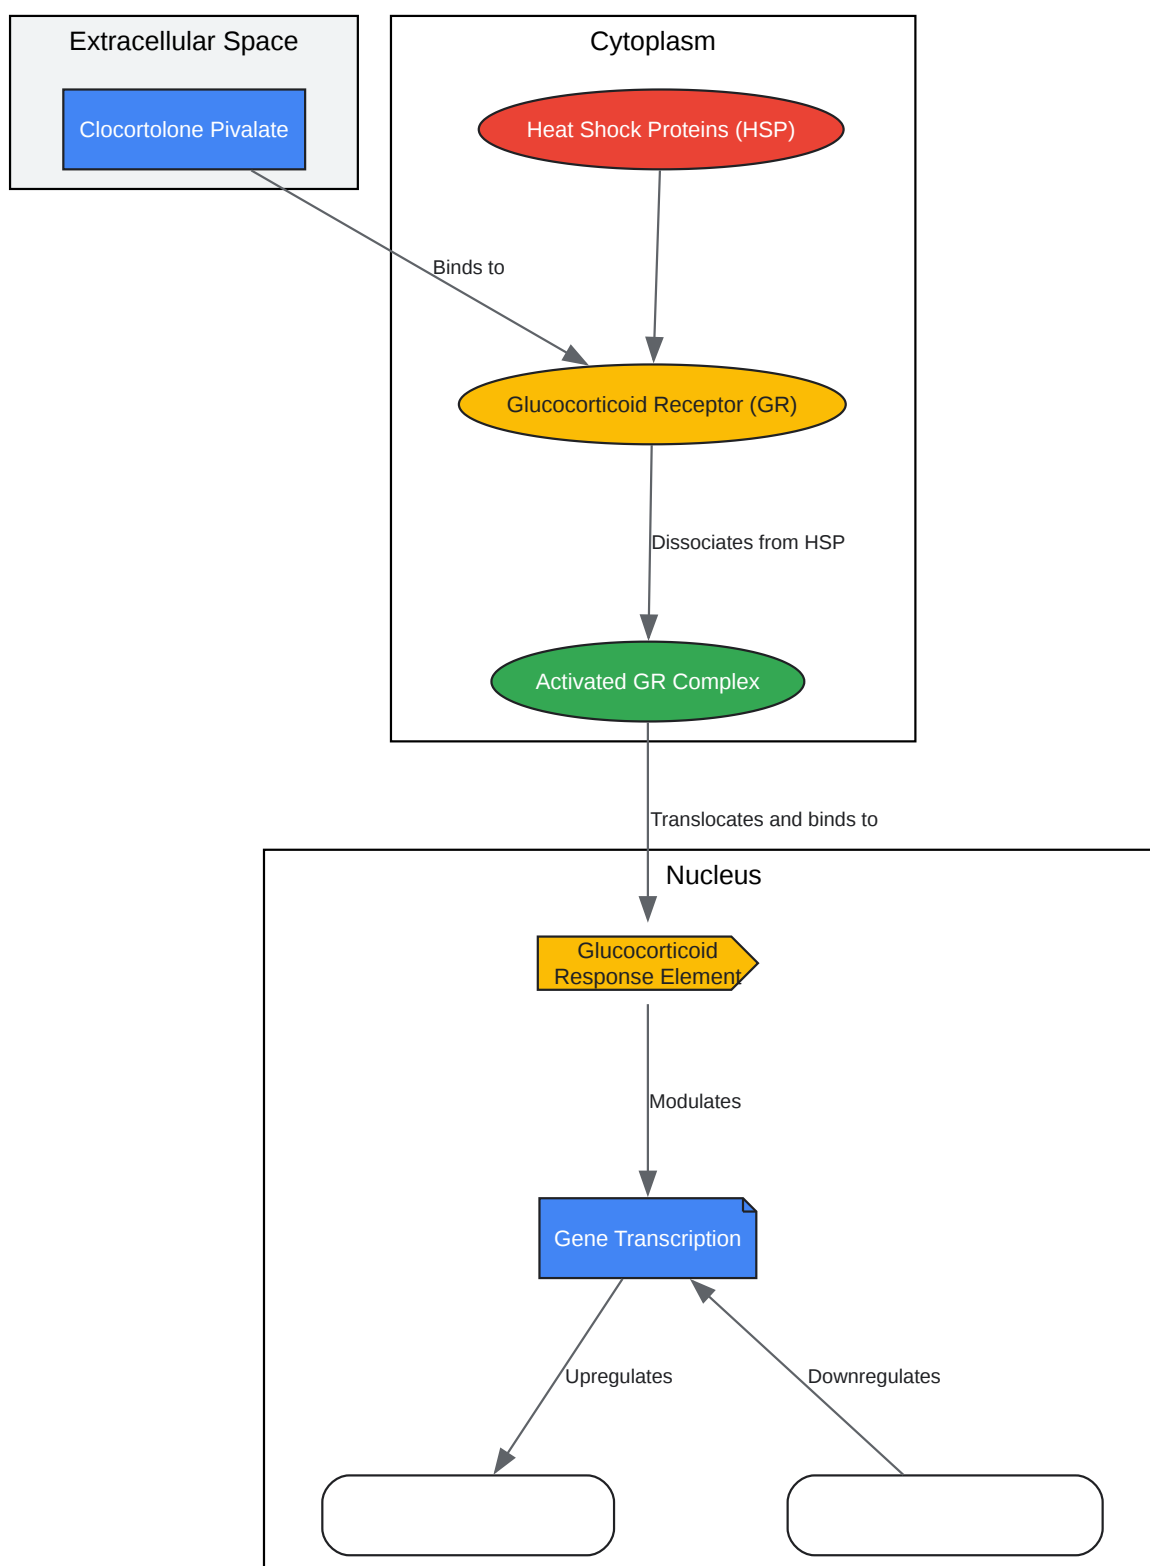 Extracellular Space
Clocortolone Pivalate
Cytoplasm
Heat Shock Proteins (HSP)
Binds to
Glucocorticoid Receptor (GR)
Dissociates from HSP
Activated GR Complex
Translocates and binds to
Nucleus
Glucocorticoid
Response Element
Modulates
Gene Transcription
Upregulates
Downregulates